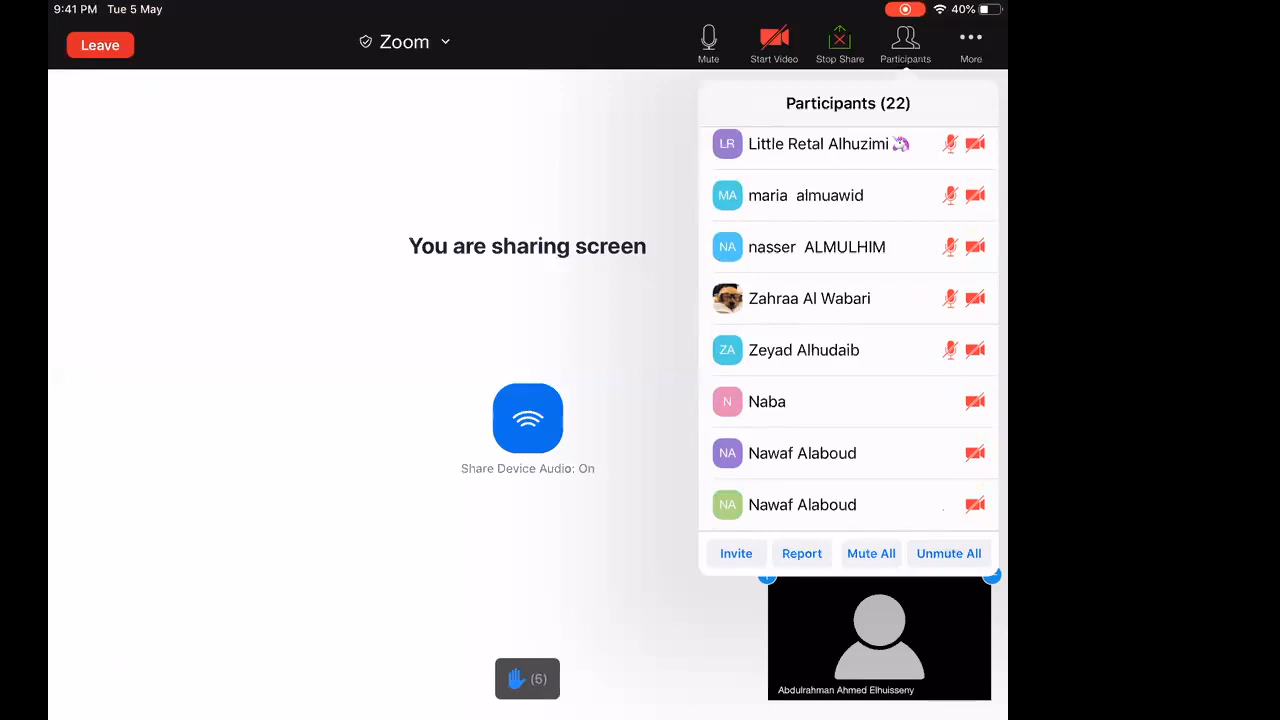 9:41 PM Tue 5 May
40%
Leave
Zoom
Mute
Start Video
Stop Share
Participants
More
Participants (22)
LR Little Retal Alhuzimi🦄
MA maria almuawid
NA nasser ALMULHIM
Zahraa Al Wabari
ZA Zeyad Alhudaib
N Naba
NA Nawaf Alaboud
NA Nawaf Alaboud
Invite
Report
Mute All
Unmute All
You are sharing screen
Share Device Audio: On
(6)
Abdulrahman Ahmed Elhuisseny